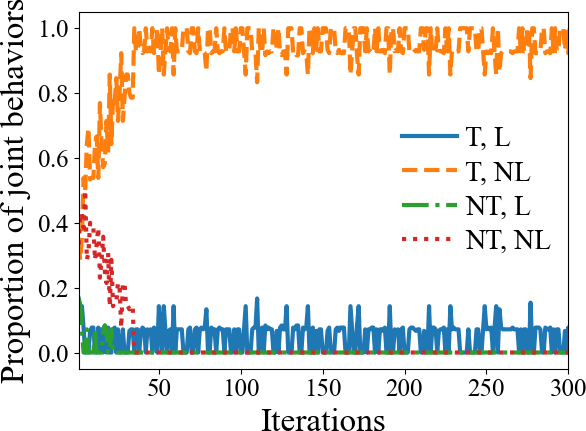 Proportion of joint behaviors
1.0
0.8
0.6
0.4
0.2
0.0
T, L
T, NL
NT, L
NT, NL
50 100 150 200 250 300
Iterations